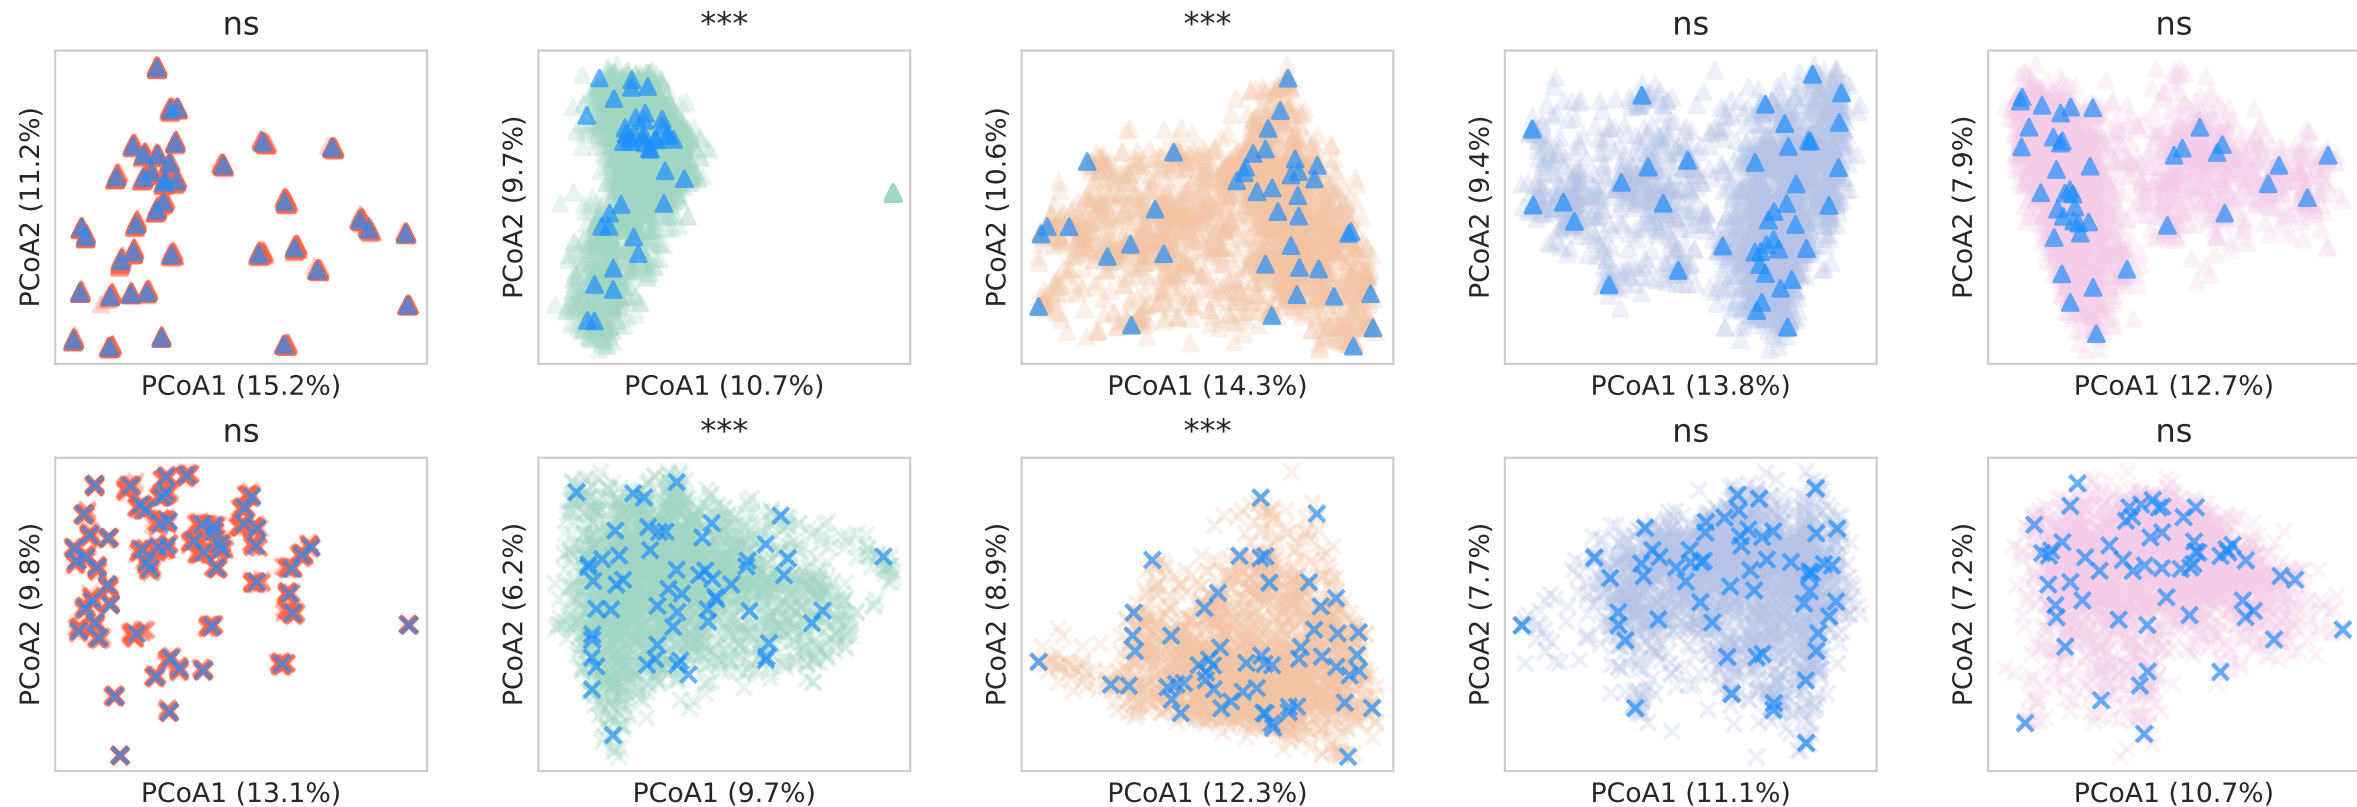 ns
***
***
ns
ns
PCoA2 (11.2%)
PCoA1 (15.2%)
PCoA2 (9.7%)
PCoA1 (10.7%)
PCoA2 (10.6%)
PCoA1 (14.3%)
PCoA2 (9.4%)
PCoA1 (13.8%)
PCoA2 (7.9%)
PCoA1 (12.7%)
ns
***
***
ns
ns
PCoA2 (9.8%)
PCoA1 (13.1%)
PCoA2 (6.2%)
PCoA1 (9.7%)
PCoA2 (8.9%)
PCoA1 (12.3%)
PCoA2 (7.7%)
PCoA1 (11.1%)
PCoA2 (7.2%)
PCoA1 (10.7%)